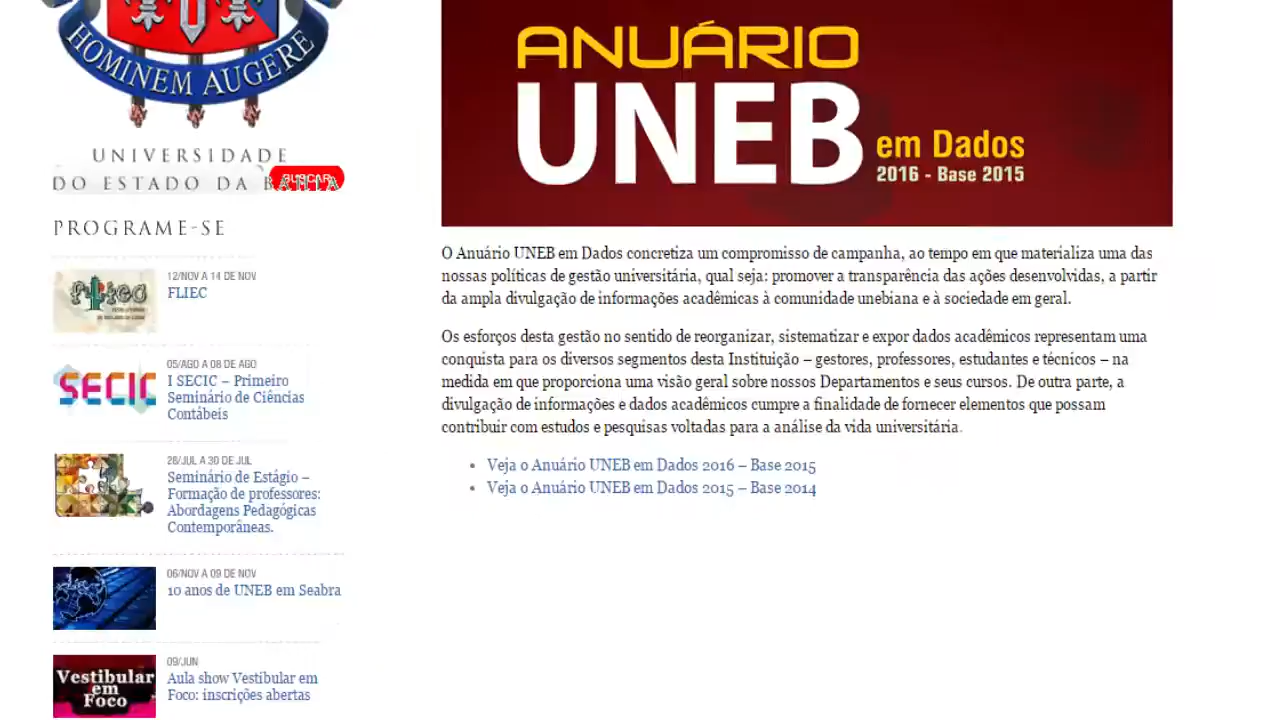 HOMINEM AUGERE
UNIVERSIDADE
DO ESTADO DA BAHIA
BUSCAR
PROGRAME-SE
12/NOV A 14 DE NOV
FLIEC
05/AGO A 08 DE AGO
SECIC
I SECIC – Primeiro
Seminário de Ciências
Contábeis
28/JUL A 30 DE JUL
Seminário de Estágio –
Formação de professores:
Abordagens Pedagógicas
Contemporâneas.
06/NOV A 09 DE NOV
10 anos de UNEB em Seabra
09/JUN
Vestibular
em
Foco
Aula show Vestibular em
Foco: inscrições abertas
ANUÁRIO
UNEB
em Dados
2016 - Base 2015
O Anuário UNEB em Dados concretiza um compromisso de campanha, ao tempo em que materializa uma das
nossas políticas de gestão universitária, qual seja: promover a transparência das ações desenvolvidas, a partir
da ampla divulgação de informações acadêmicas à comunidade unebiana e à sociedade em geral.
Os esforços desta gestão no sentido de reorganizar, sistematizar e expor dados acadêmicos representam uma
conquista para os diversos segmentos desta Instituição – gestores, professores, estudantes e técnicos – na
medida em que proporciona uma visão geral sobre nossos Departamentos e seus cursos. De outra parte, a
divulgação de informações e dados acadêmicos cumpre a finalidade de fornecer elementos que possam
contribuir com estudos e pesquisas voltadas para a análise da vida universitária.
Veja o Anuário UNEB em Dados 2016 – Base 2015
Veja o Anuário UNEB em Dados 2015 – Base 2014